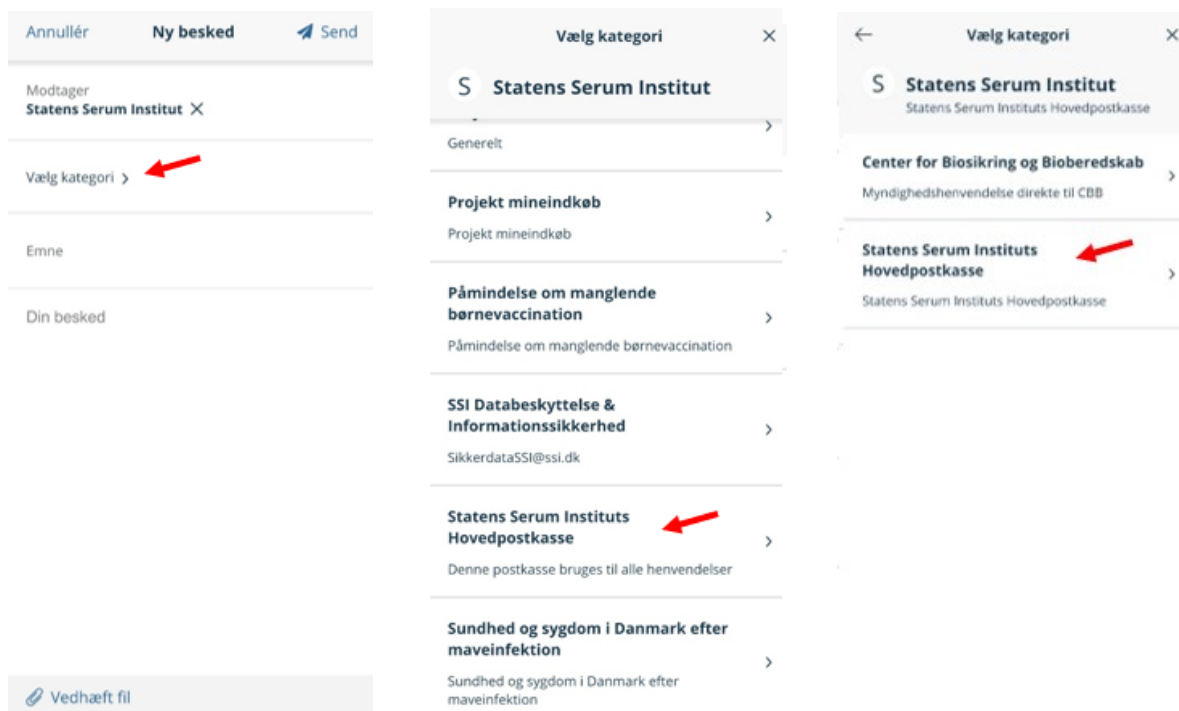 Annullér Ny besked Send
Modtager
Statens Serum Institut ✕
Vælg kategori >
Emne
Din besked
Vedhæft fil
Vælg kategori ✕
S Statens Serum Institut
Generelt
Projekt mineindkøb
Projekt mineindkøb
Påmindelse om manglende
børnevaccination
Påmindelse om manglende børnevaccination
SSI Databeskyttelse &
Informationssikkerhed
SikkerdataSSI@ssi.dk
Statens Serum Instituts
Hovedpostkasse
Denne postkasse bruges til alle henvendelser
Sundhed og sygdom i Danmark efter
maveinfektion
Sundhed og sygdom i Danmark efter
maveinfektion
← Vælg kategori ✕
S Statens Serum Institut
Statens Serum Instituts Hovedpostkasse
Center for Biosikring og Bioberedskab
Myndighedshenvendelse direkte til CBB
Statens Serum Instituts
Hovedpostkasse
Statens Serum Instituts Hovedpostkasse